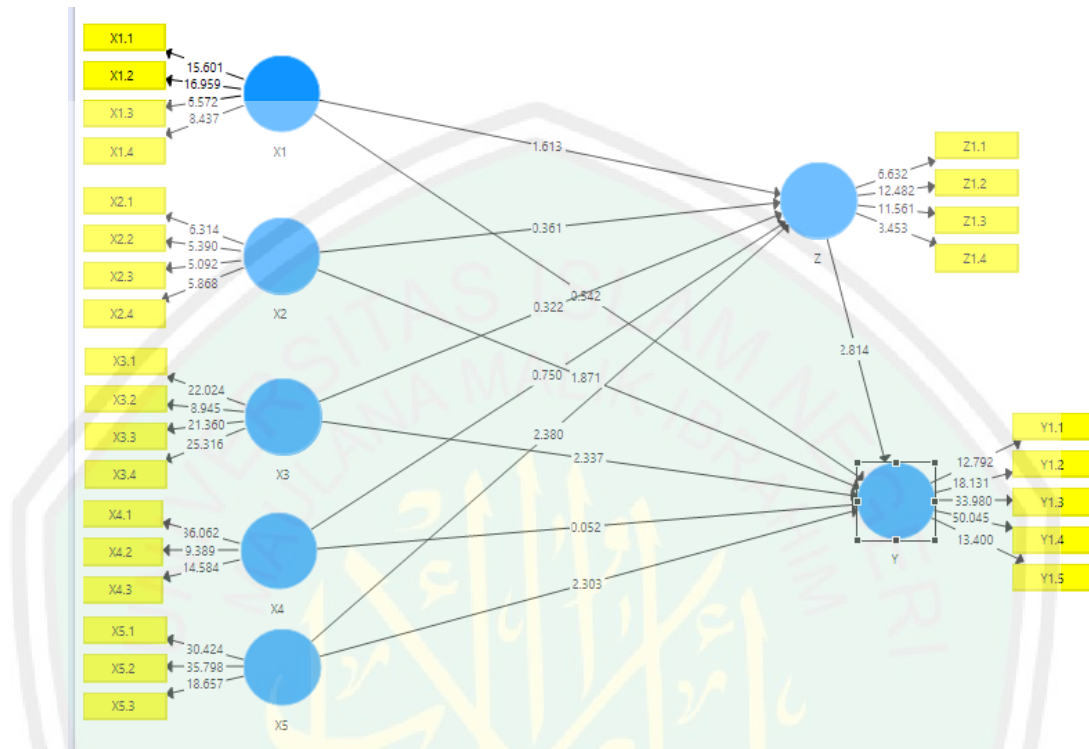 X1.1
X1.2
X1.3
X1.4
15.601
16.959
6.572
8.437
X1
X2.1
X2.2
X2.3
X2.4
6.314
5.390
5.092
5.868
X2
X3.1
X3.2
X3.3
X3.4
22.024
8.945
21.360
25.316
X3
X4.1
X4.2
X4.3
36.062
9.389
14.584
X4
X5.1
X5.2
X5.3
30.424
35.798
18.657
X5
1.613
0.361
0.322
0.542
0.750
1.871
2.380
2.337
0.052
2.303
2.814
Z
6.632
12.482
11.561
3.453
Z1.1
Z1.2
Z1.3
Z1.4
Y
12.792
18.131
33.980
50.045
13.400
Y1.1
Y1.2
Y1.3
Y1.4
Y1.5
UNIVERSITAS ISLAM NEGERI
MAULANA MALIK IBRAHIM